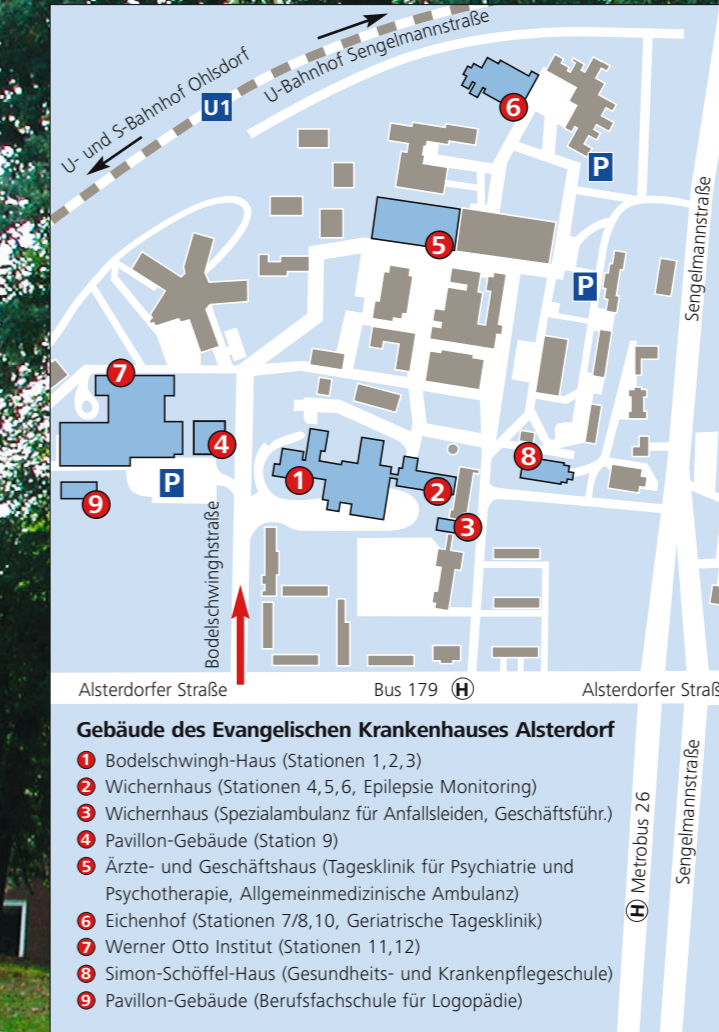 U- und S-Bahnhof Ohlsdorf
U-Bahnhof Sengelmannstraße
U1
6
P
5
P
Sengelmannstraße
7
4
P
9
1
2
8
3
Bodelschwinghstraße
Alsterdorfer Straße
Bus 179 H
Alsterdorfer Straß
Gebäude des Evangelischen Krankenhauses Alsterdorf
1 Bodelschwingh-Haus (Stationen 1,2,3)
2 Wichernhaus (Stationen 4,5,6, Epilepsie Monitoring)
3 Wichernhaus (Spezialambulanz für Anfallsleiden, Geschäftsführ.)
4 Pavillon-Gebäude (Station 9)
5 Ärzte- und Geschäftshaus (Tagesklinik für Psychiatrie und
Psychotherapie, Allgemeinmedizinische Ambulanz)
6 Eichenhof (Stationen 7/8,10, Geriatrische Tagesklinik)
7 Werner Otto Institut (Stationen 11,12)
8 Simon-Schöffel-Haus (Gesundheits- und Krankenpflegeschule)
9 Pavillon-Gebäude (Berufsfachschule für Logopädie)
H Metrobus 26
Sengelmannstraße